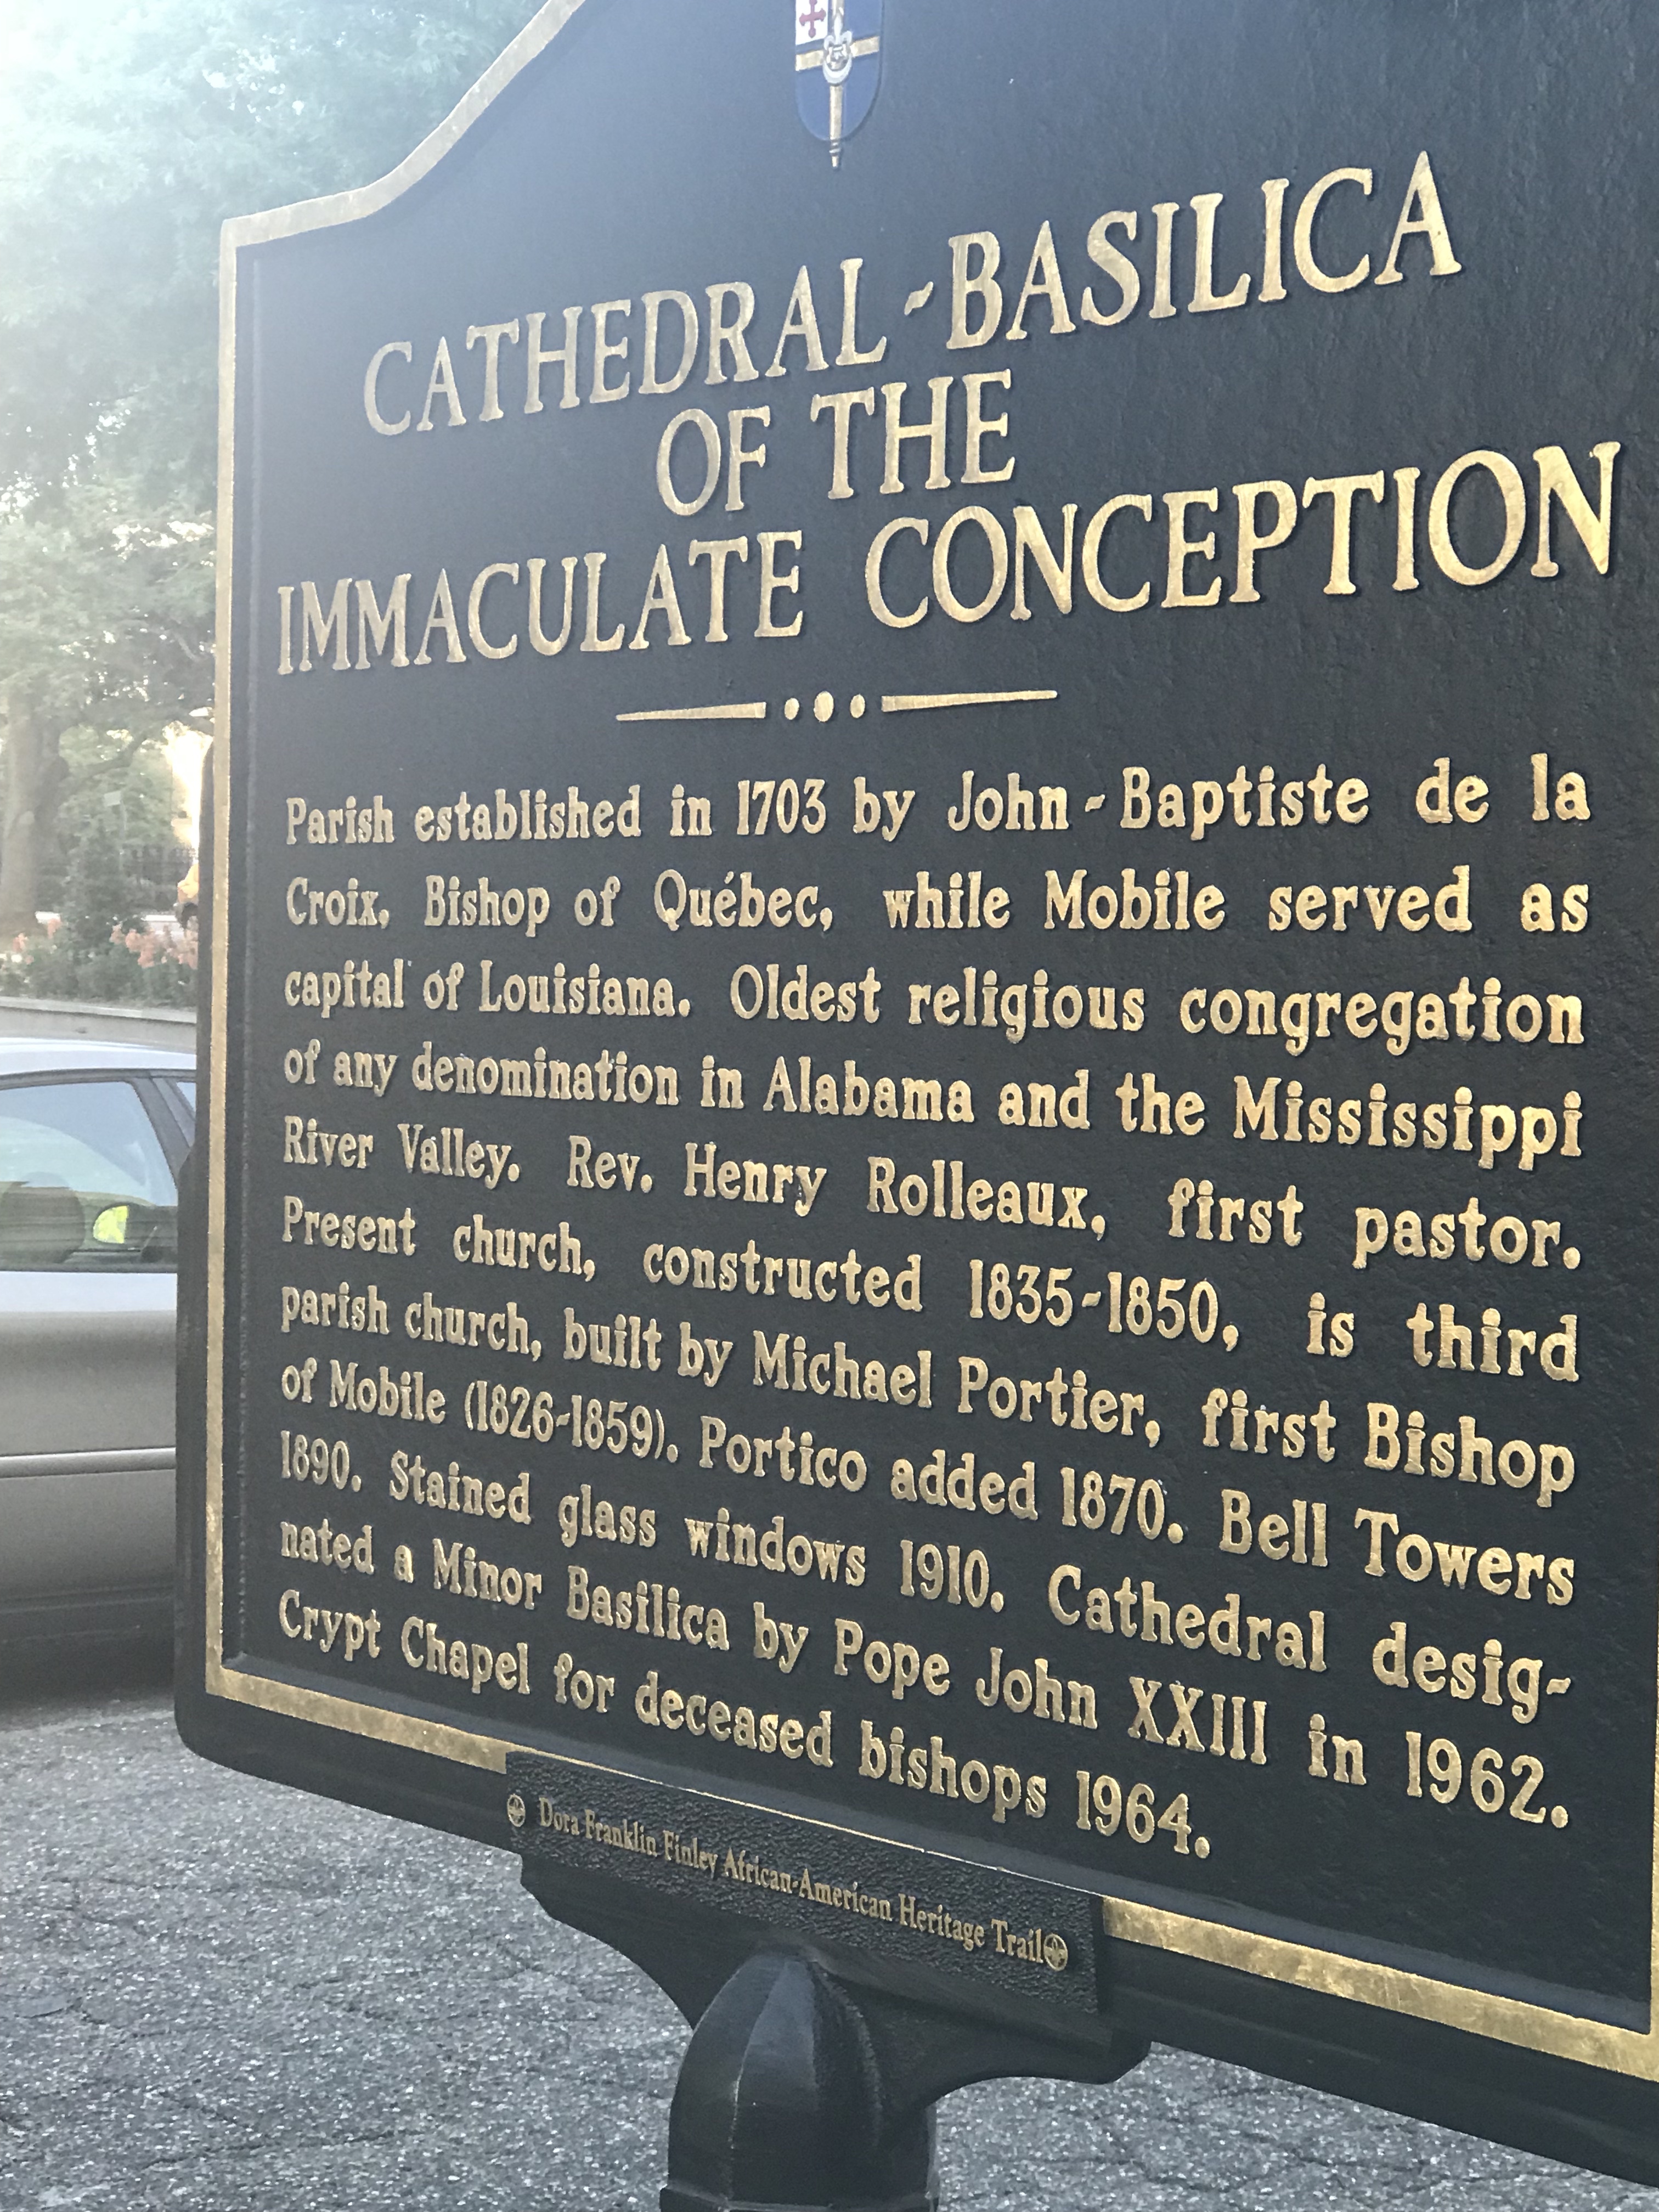 CATHEDRAL-BASILICA
OF THE
IMMACULATE CONCEPTION
Parish established in 1703 by John-Baptiste de la
Croix, Bishop of Québec, while Mobile served as
capital of Louisiana. Oldest religious congregation
of any denomination in Alabama and the Mississippi
River Valley. Rev. Henry Rolleaux, first pastor.
Present church, constructed 1835-1850, is third
parish church, built by Michael Portier, first Bishop
of Mobile (1826-1859). Portico added 1870. Bell Towers
1890. Stained glass windows 1910. Cathedral desig-
nated a Minor Basilica by Pope John XXIII in 1962.
Crypt Chapel for deceased bishops 1964.
Dora Franklin Finley African-American Heritage Trail